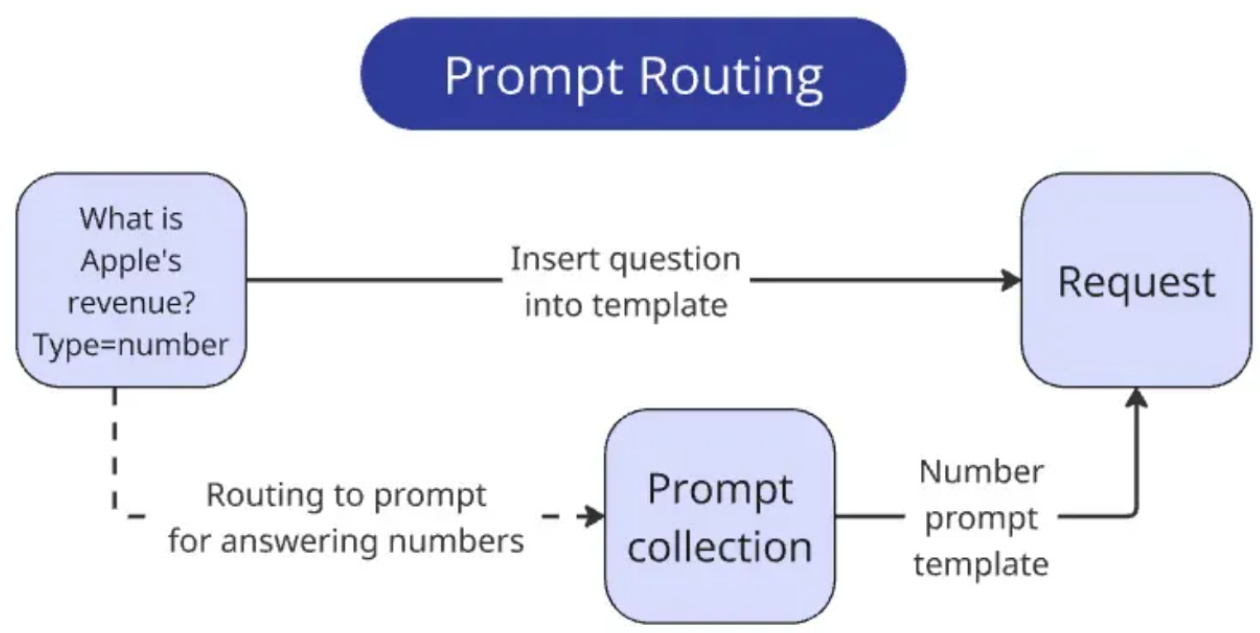 Prompt Routing
What is
Apple's
revenue?
Type=number
Insert question
into template
Request
Routing to prompt
for answering numbers
Prompt
collection
Number
prompt
template